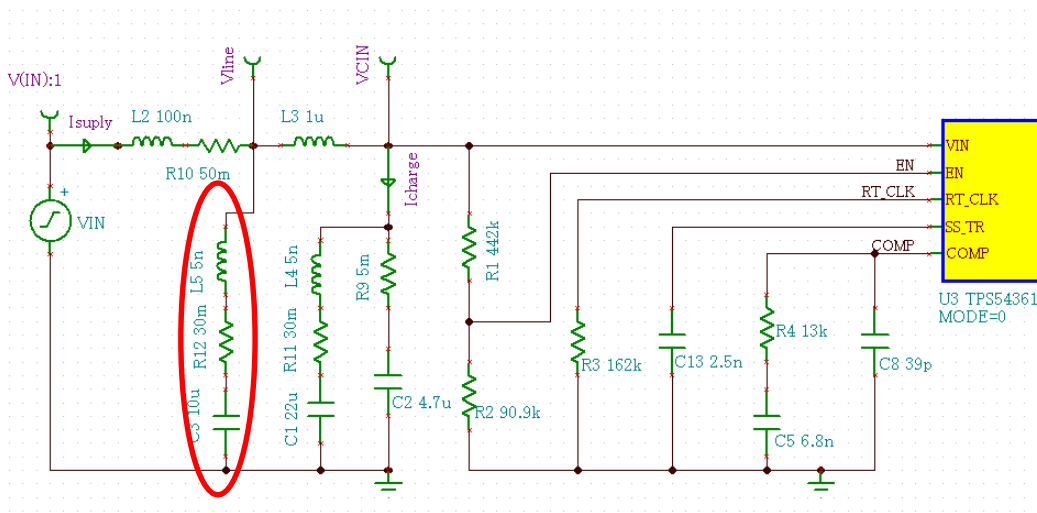 Vline
VCIN
V(IN):1
Isuply
L2 100n
L3 1u
R10 50m
Icharge
VIN
+
VIN
EN
EN
RT_CLK
RT_CLK
SS_TR
COMP
COMP
U3 TPS54361
MODE=0
L5 5n
L4 5n
R9 5m
R1 442k
R12 30m
R11 30m
R3 162k
C13 2.5n
R4 13k
C8 39p
C3 10u
C1 22u
C2 4.7u
R2 90.9k
C5 6.8n